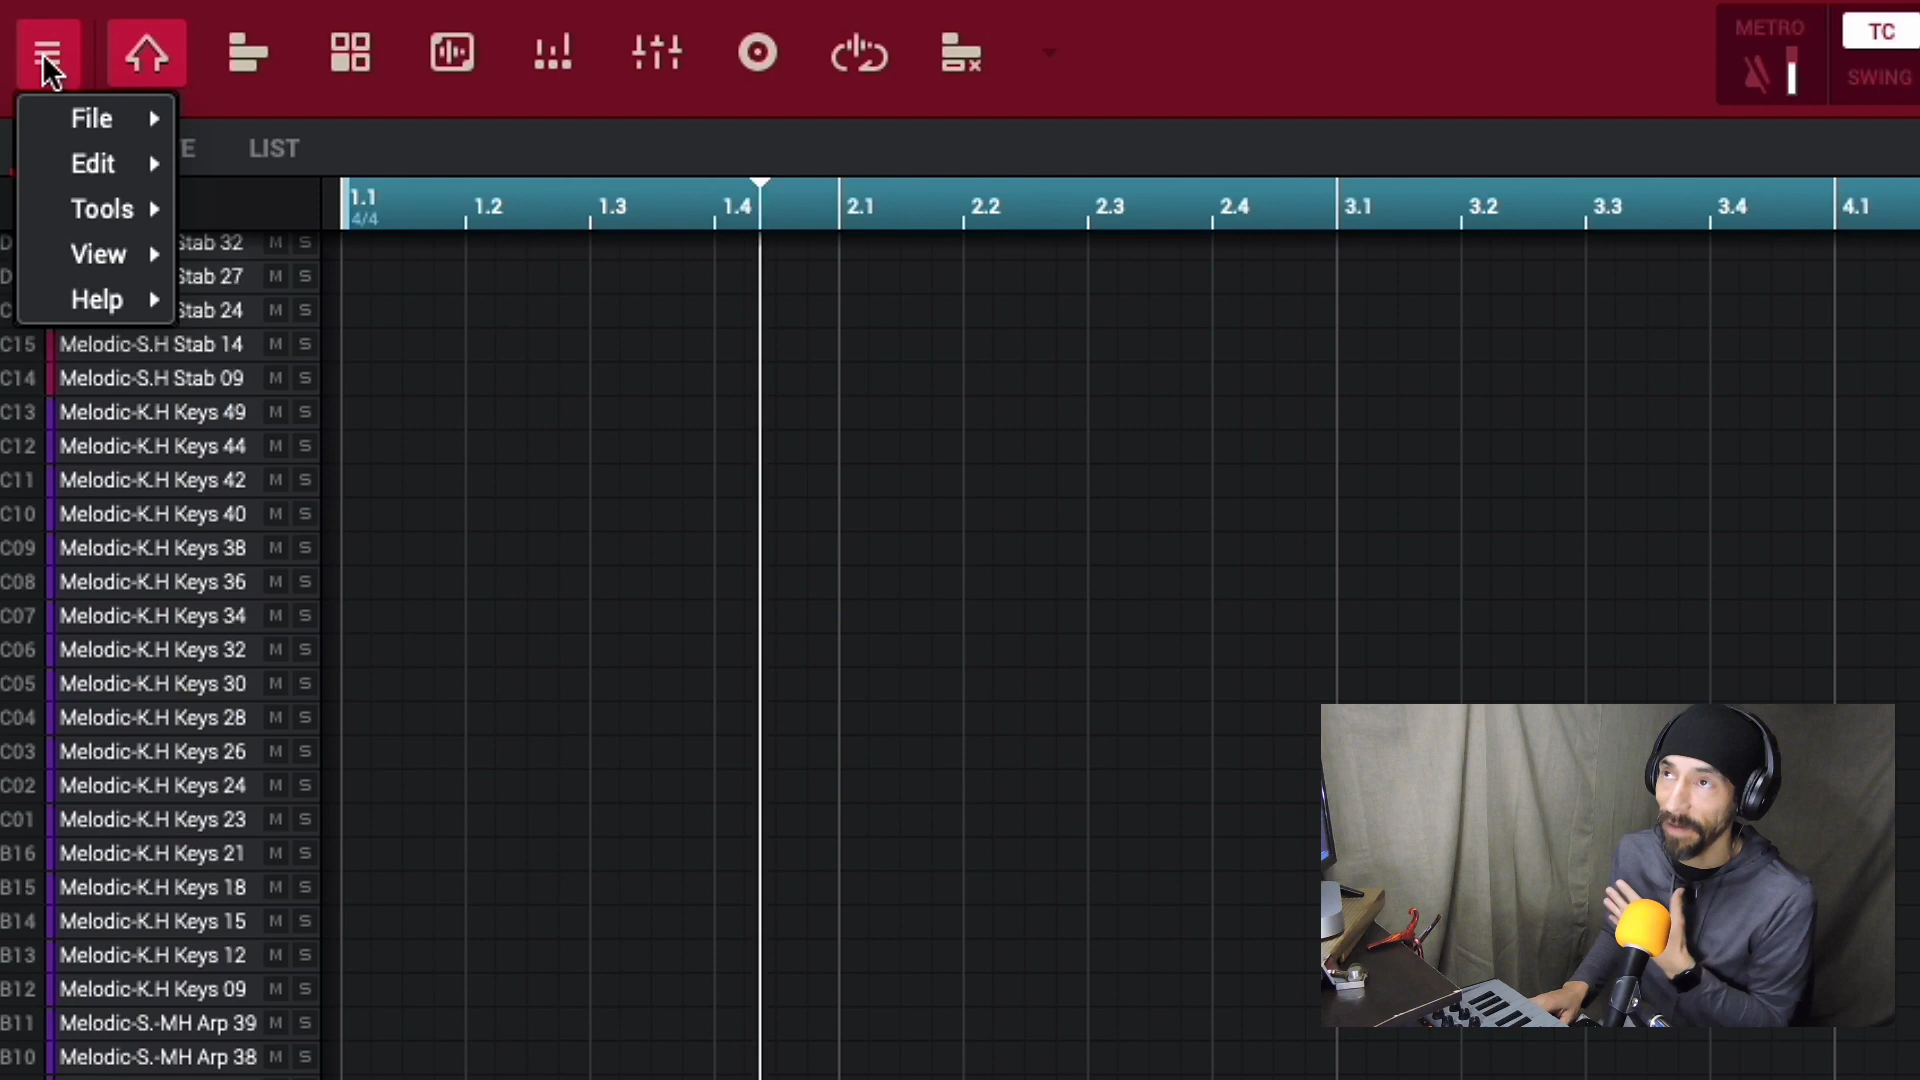 METRO
TC
SWING
File
Edit
Tools
View
Help
TE LIST
1.1 1.2 1.3 1.4 2.1 2.2 2.3 2.4 3.1 3.2 3.3 3.4 4.1
4/4
D Stab 32 M S
D Stab 27 M S
C Stab 24 M S
C15 Melodic-S.H Stab 14 M S
C14 Melodic-S.H Stab 09 M S
C13 Melodic-K.H Keys 49 M S
C12 Melodic-K.H Keys 44 M S
C11 Melodic-K.H Keys 42 M S
C10 Melodic-K.H Keys 40 M S
C09 Melodic-K.H Keys 38 M S
C08 Melodic-K.H Keys 36 M S
C07 Melodic-K.H Keys 34 M S
C06 Melodic-K.H Keys 32 M S
C05 Melodic-K.H Keys 30 M S
C04 Melodic-K.H Keys 28 M S
C03 Melodic-K.H Keys 26 M S
C02 Melodic-K.H Keys 24 M S
C01 Melodic-K.H Keys 23 M S
B16 Melodic-K.H Keys 21 M S
B15 Melodic-K.H Keys 18 M S
B14 Melodic-K.H Keys 15 M S
B13 Melodic-K.H Keys 12 M S
B12 Melodic-K.H Keys 09 M S
B11 Melodic-S.-MH Arp 39 M S
B10 Melodic-S.-MH Arp 38 M S